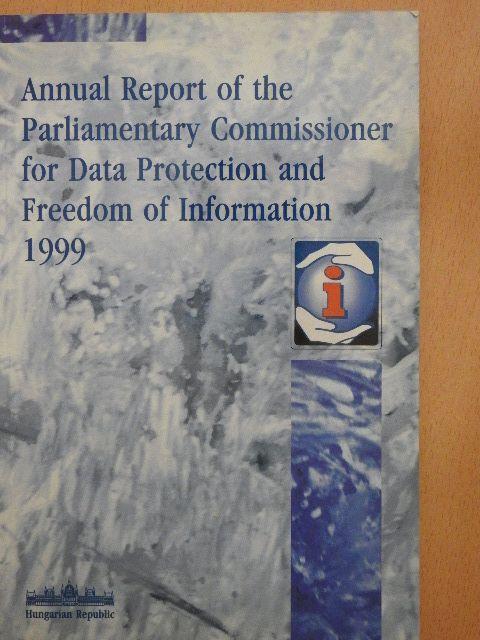 Annual Report of the
Parliamentary Commissioner
for Data Protection and
Freedom of Information
1999
i
Hungarian Republic